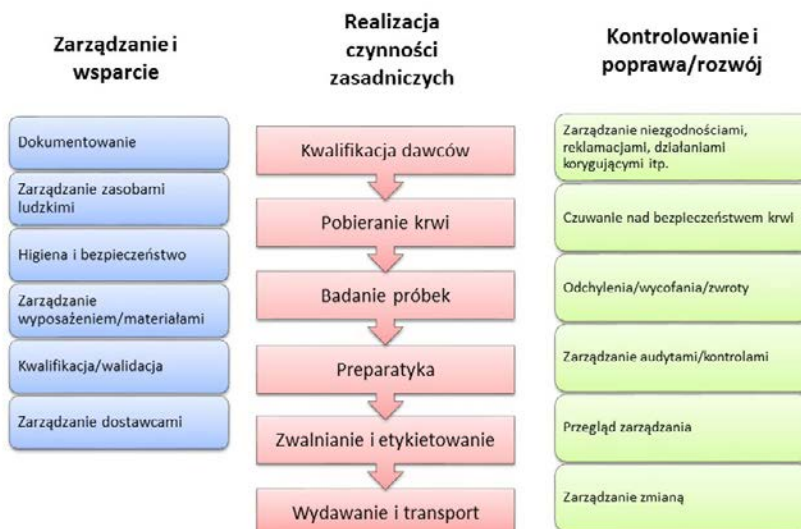 Zarządzanie i
wsparcie
Dokumentowanie
Zarządzanie zasobami
ludzkimi
Higiena i bezpieczeństwo
Zarządzanie
wyposażeniem/materiałami
Kwalifikacja/walidacja
Zarządzanie dostawcami
Realizacja
czynności
zasadniczych
Kwalifikacja dawców
Pobieranie krwi
Badanie próbek
Preparatyka
Zwalnianie i etykietowanie
Wydawanie i transport
Kontrolowanie i
poprawa/rozwój
Zarządzanie niezgodnościami,
reklamacjami, działaniami
korygującymi itp.
Czuwanie nad bezpieczeństwem krwi
Odchylenia/wycofania/zwroty
Zarządzanie audytami/kontrolami
Przegląd zarządzania
Zarządzanie zmianą